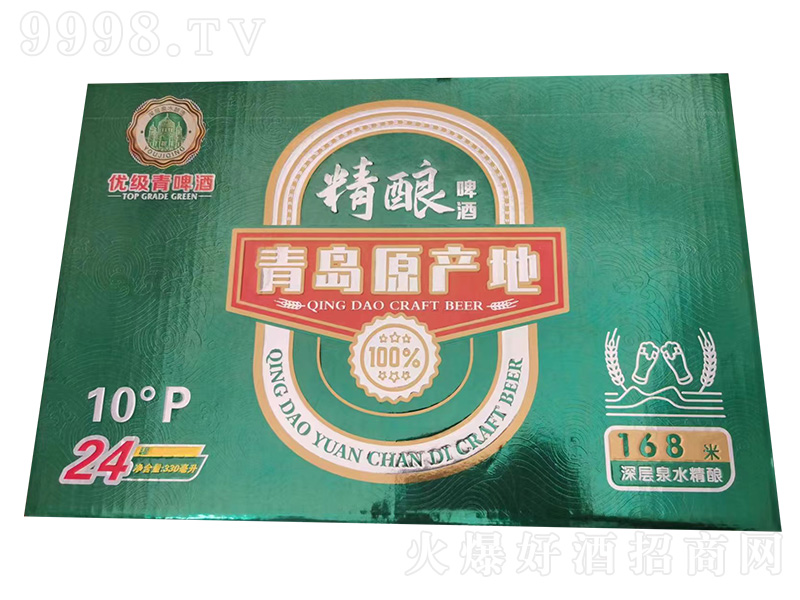 9998.TV
YOUJIQING
优级青啤酒
TOP GRADE GREEN
精酿啤酒
青岛原产地
QING DAO CRAFT BEER
100%
QING DAO YUAN CHAN DI CRAFT BEER
10°P
24
净含量:330毫升
168米
深层泉水精酿
火爆好酒招商网